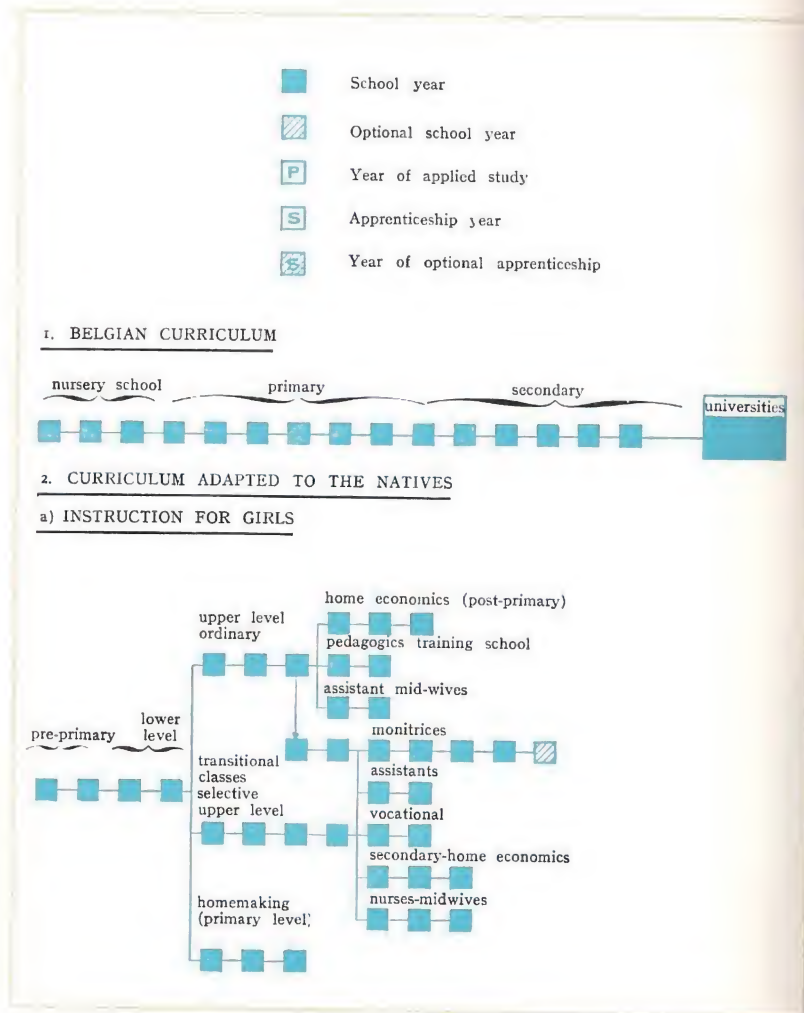 School year
Optional school year
P Year of applied study
S Apprenticeship year
S Year of optional apprenticeship
1. BELGIAN CURRICULUM
nursery school primary secondary
universities
2. CURRICULUM ADAPTED TO THE NATIVES
a) INSTRUCTION FOR GIRLS
home economics (post-primary)
upper level
ordinary
pedagogics training school
assistant mid-wives
pre-primary
lower
level
monitrices
transitional
classes
selective
upper level
assistants
vocational
secondary-home economics
nurses-midwives
homemaking
(primary level)